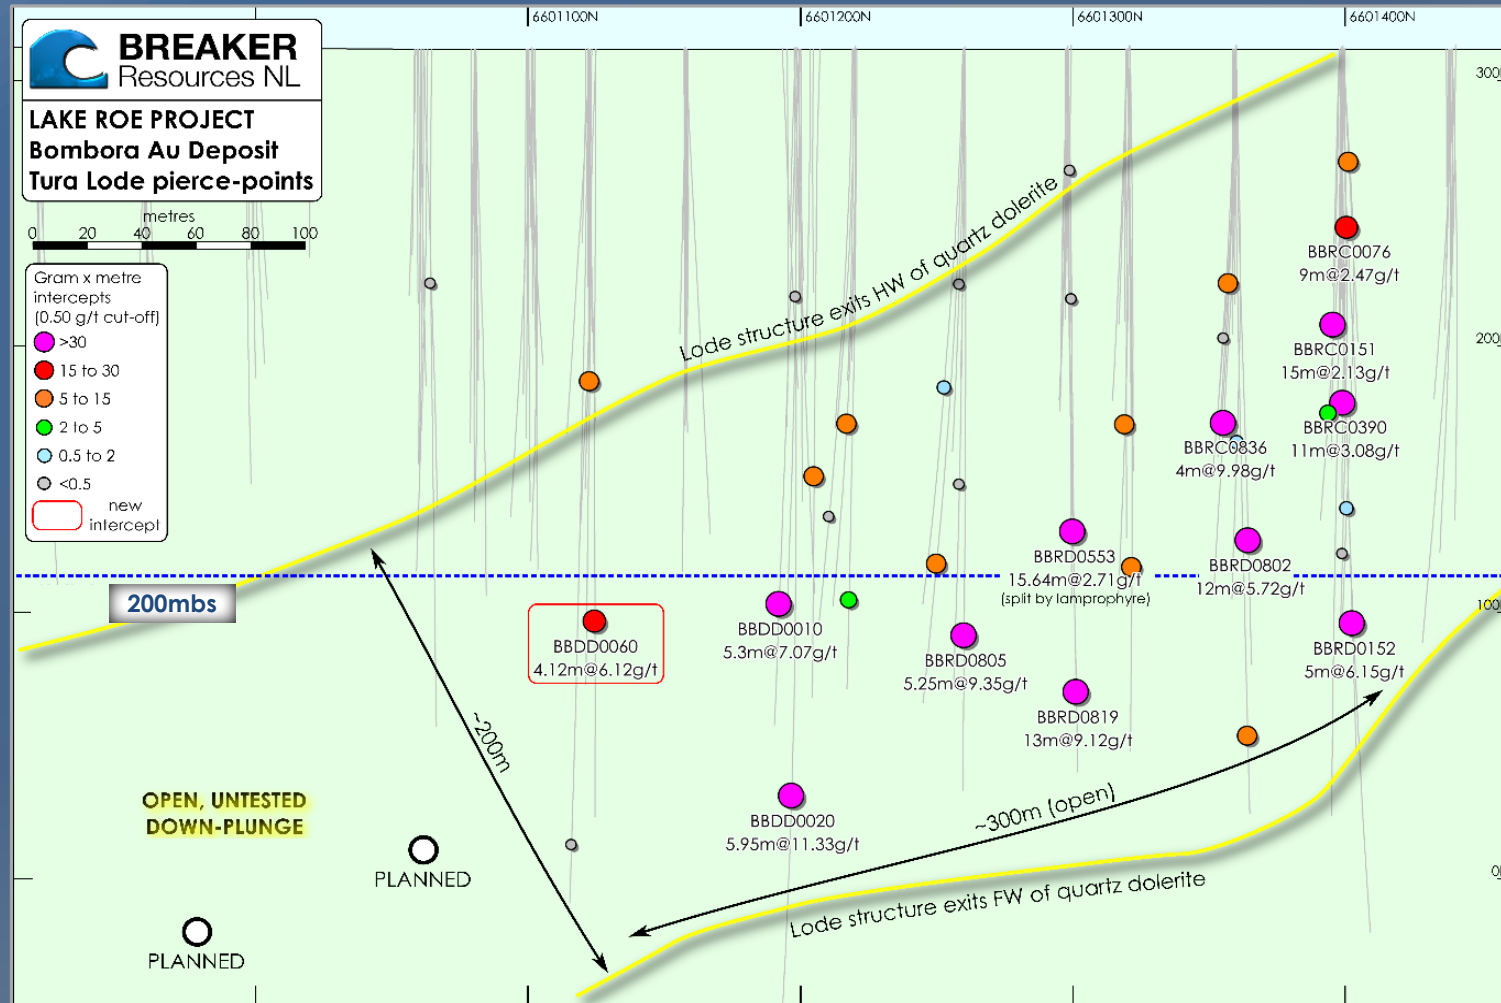 6601100N
6601200N
6601300N
6601400N
BREAKER
Resources NL
LAKE ROE PROJECT
Bombora Au Deposit
Tura Lode pierce-points
metres
0 20 40 60 80 100
Gram x metre
intercepts
(0.50 g/t cut-off)
>30
15 to 30
5 to 15
2 to 5
0.5 to 2
<0.5
new
intercept
300
200
100
0
Lode structure exits HW of quartz dolerite
BBRC0076
9m@2.47g/t
BBRC0151
15m@2.13g/t
BBRC0390
11m@3.08g/t
BBRC0836
4m@9.98g/t
BBRD0553
15.64m@2.71g/t
(split by lamprophyre)
BBRD0802
12m@5.72g/t
200mbs
BBDD0060
4.12m@6.12g/t
BBDD0010
5.3m@7.07g/t
BBRD0805
5.25m@9.35g/t
BBRD0152
5m@6.15g/t
BBRD0819
13m@9.12g/t
~200m
BBDD0020
5.95m@11.33g/t
~300m (open)
OPEN, UNTESTED
DOWN-PLUNGE
PLANNED
PLANNED
Lode structure exits FW of quartz dolerite